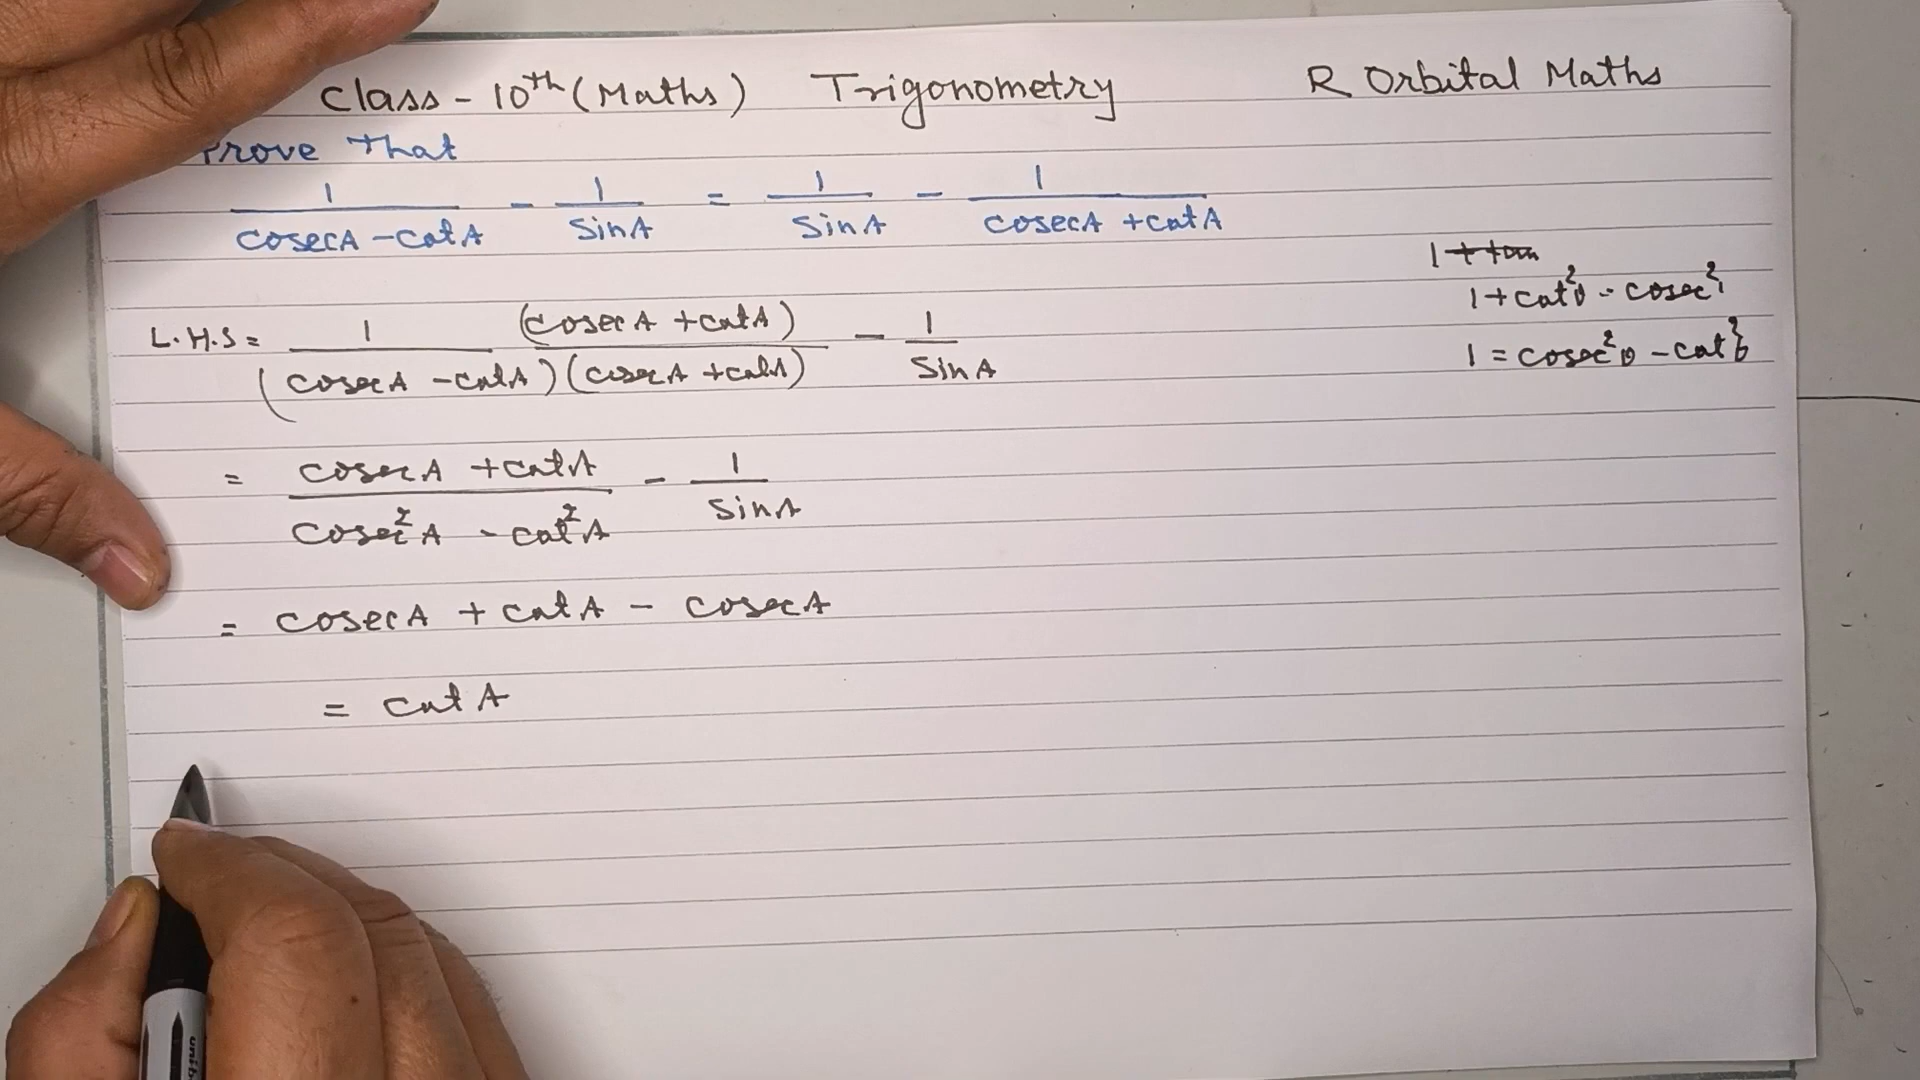 Class - 10th (Maths) Trigonometry R Orbital Maths
Prove that
1/(cosecA - cotA) - 1/sinA = 1/sinA - 1/(cosecA + cotA)
1 + tan
1 + cot²θ = cosec²
1 = cosec²θ - cot²θ
L.H.S = 1/(cosecA - cotA) (cosecA + cotA)/(cosecA + cotA) - 1/sinA
= (cosecA + cotA)/(cosec²A - cot²A) - 1/sinA
= cosecA + cotA - cosecA
= cotA